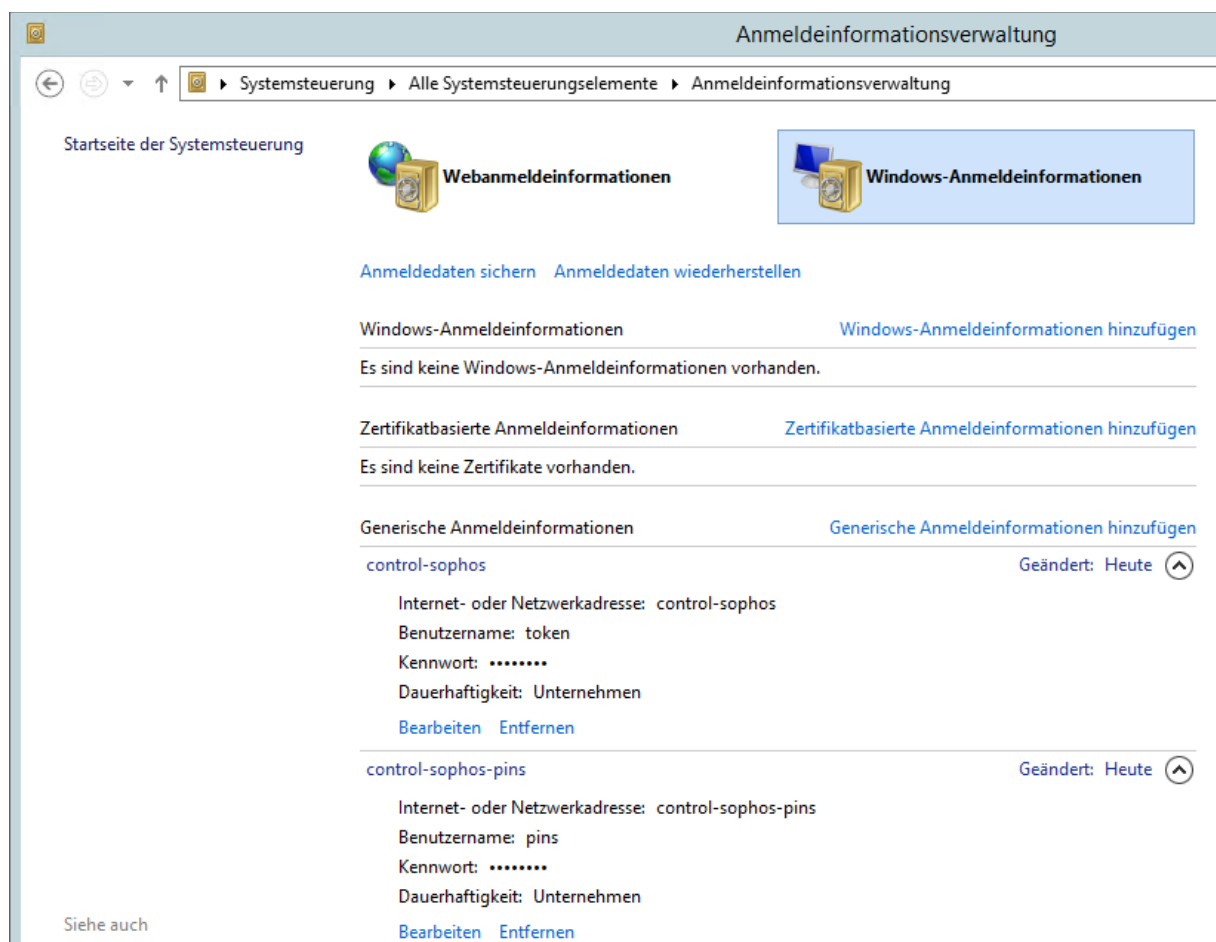 Anmeldeinformationsverwaltung
Systemsteuerung Alle Systemsteuerungselemente Anmeldeinformationsverwaltung
Startseite der Systemsteuerung
Webanmeldeinformationen Windows-Anmeldeinformationen
Anmeldedaten sichern Anmeldedaten wiederherstellen
Windows-Anmeldeinformationen Windows-Anmeldeinformationen hinzufügen
Es sind keine Windows-Anmeldeinformationen vorhanden.
Zertifikatbasierte Anmeldeinformationen Zertifikatbasierte Anmeldeinformationen hinzufügen
Es sind keine Zertifikate vorhanden.
Generische Anmeldeinformationen Generische Anmeldeinformationen hinzufügen
control-sophos Geändert: Heute
Internet- oder Netzwerkadresse: control-sophos
Benutzername: token
Kennwort: ••••••••
Dauerhaftigkeit: Unternehmen
Bearbeiten Entfernen
control-sophos-pins Geändert: Heute
Internet- oder Netzwerkadresse: control-sophos-pins
Benutzername: pins
Kennwort: ••••••••
Dauerhaftigkeit: Unternehmen
Bearbeiten Entfernen
Siehe auch